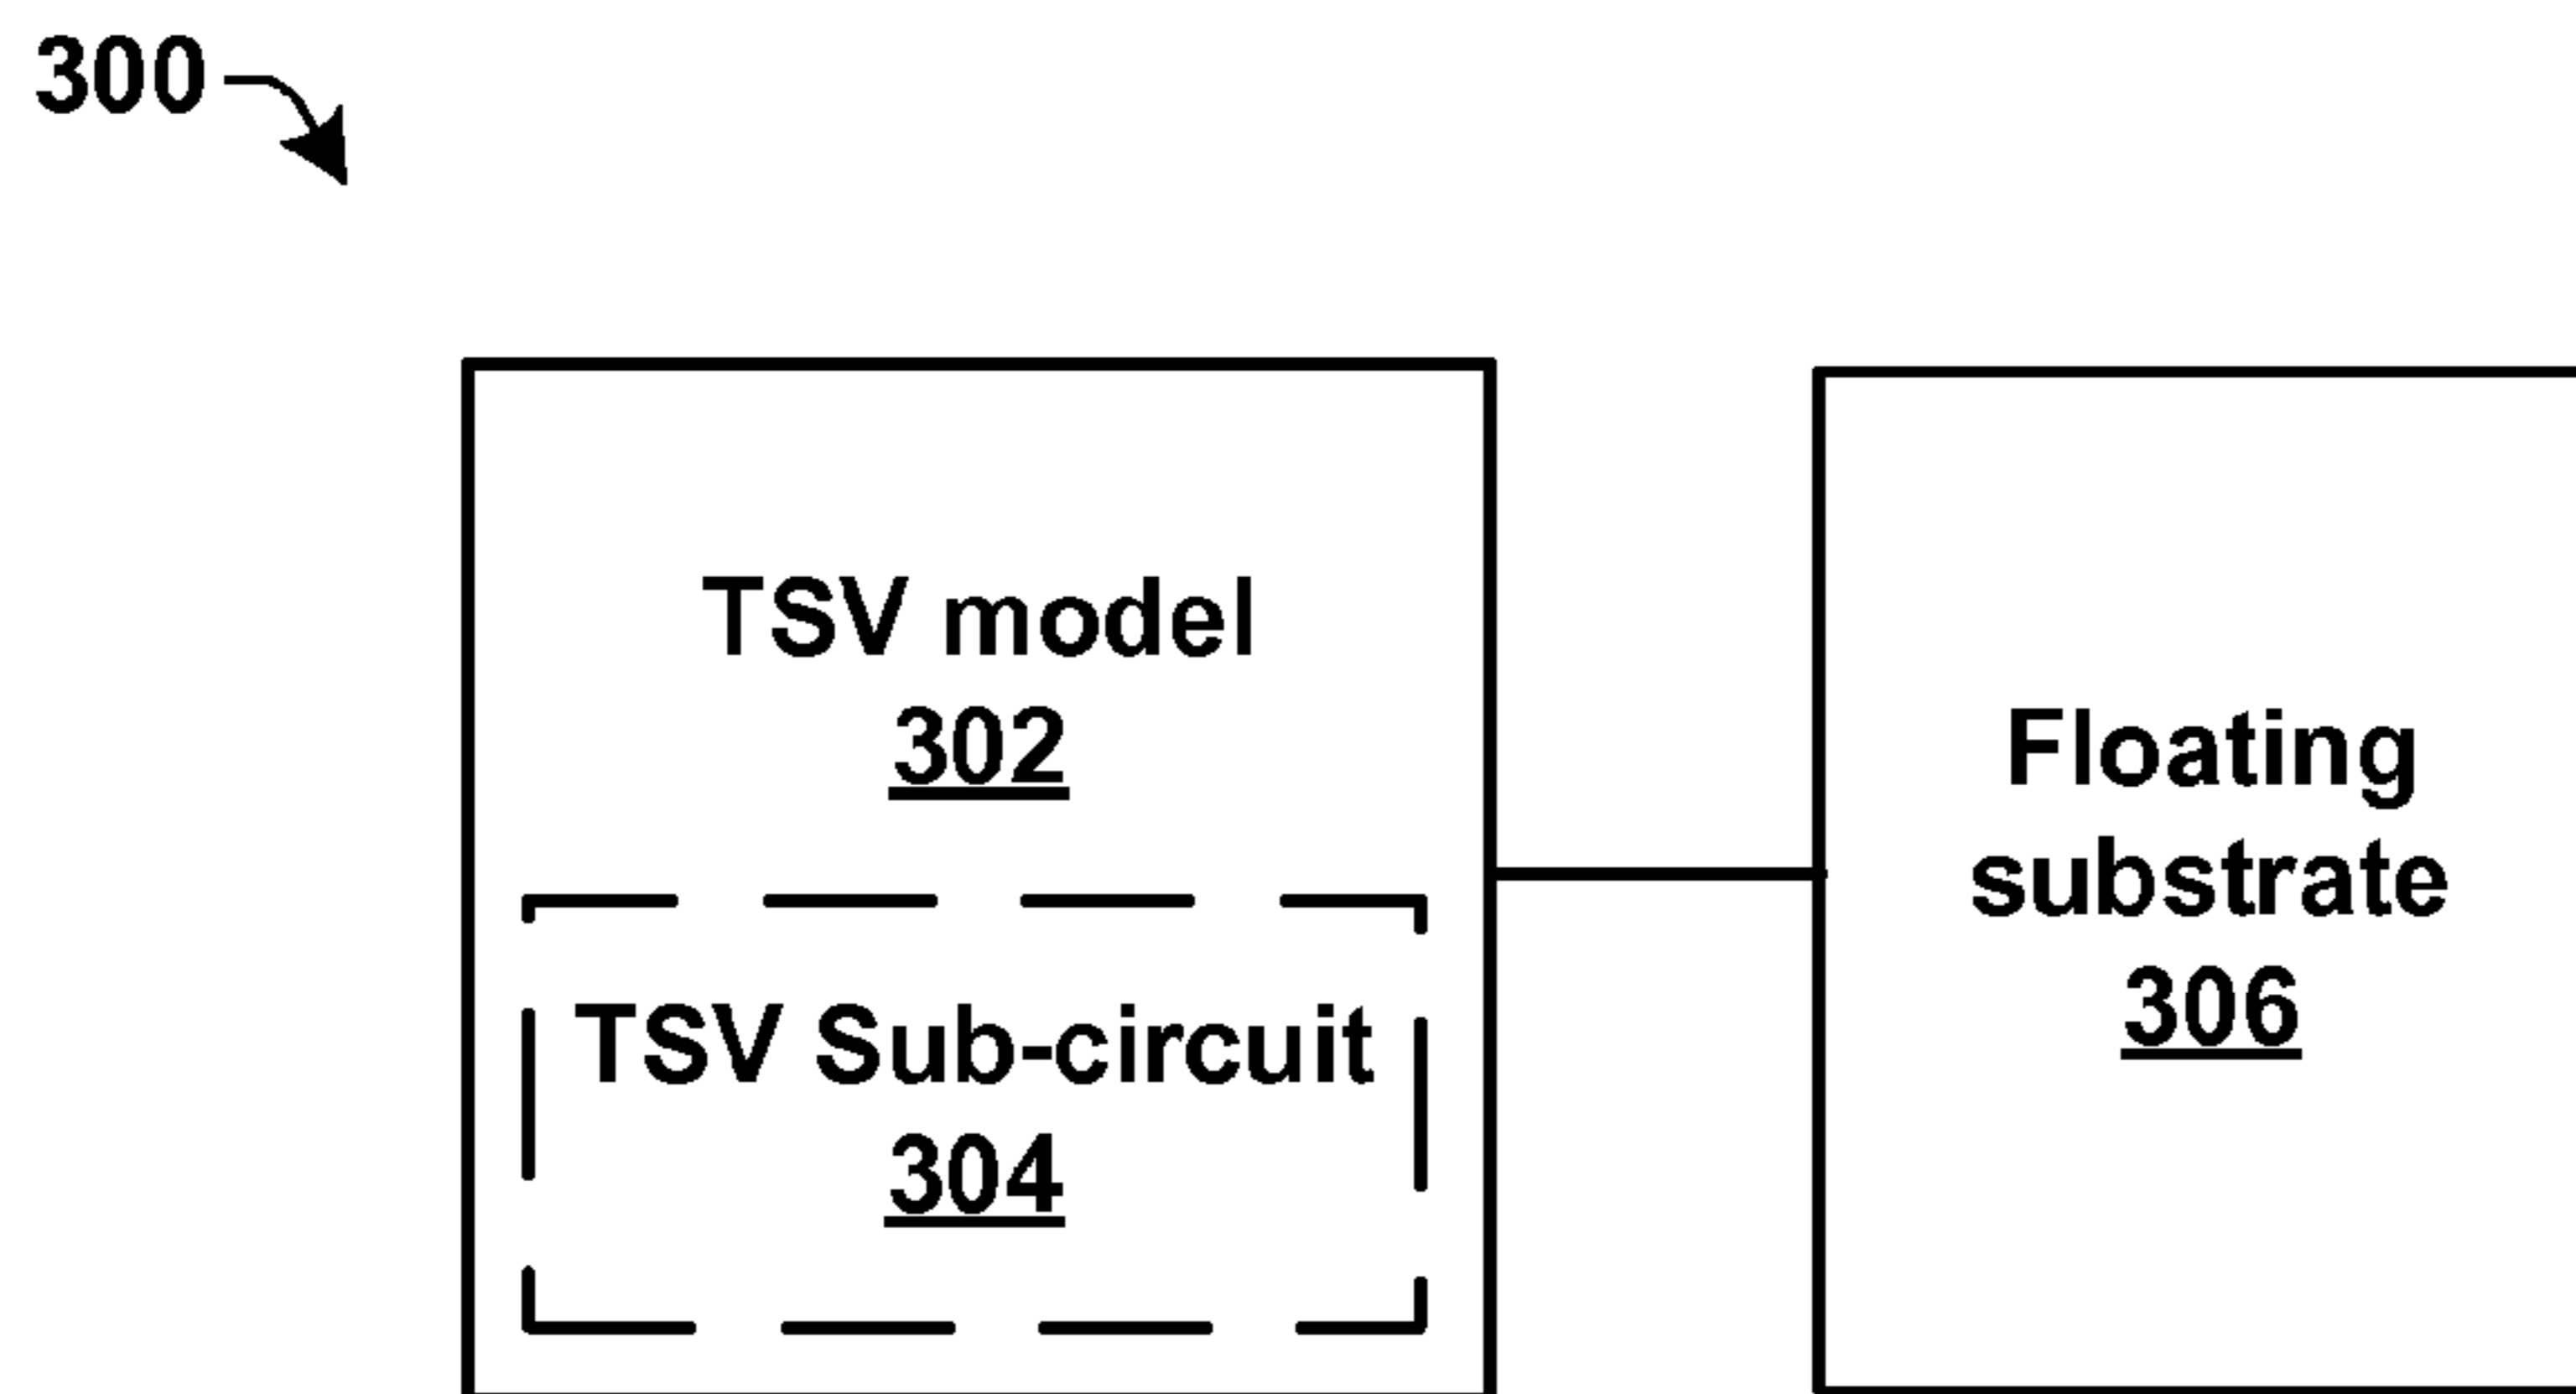 300
TSV model
302
TSV Sub-circuit
304
Floating
substrate
306